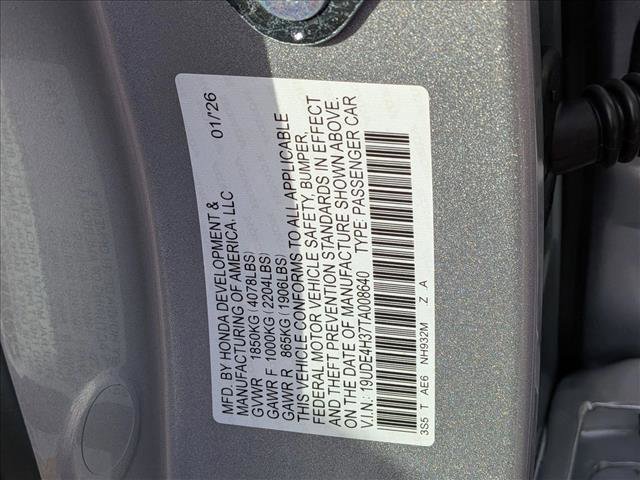 MFD. BY HONDA DEVELOPMENT & 01/'26
MANUFACTURING OF AMERICA, LLC
GVWR 1850KG (4078LBS)
GAWR F 1000KG (2204LBS)
GAWR R 865KG (1906LBS)
THIS VEHICLE CONFORMS TO ALL APPLICABLE
FEDERAL MOTOR VEHICLE SAFETY, BUMPER,
AND THEFT PREVENTION STANDARDS IN EFFECT
ON THE DATE OF MANUFACTURE SHOWN ABOVE.
V.I.N.: 19UDE4H37TA008640 TYPE: PASSENGER CAR
3S5 T AE6 NH932M Z A